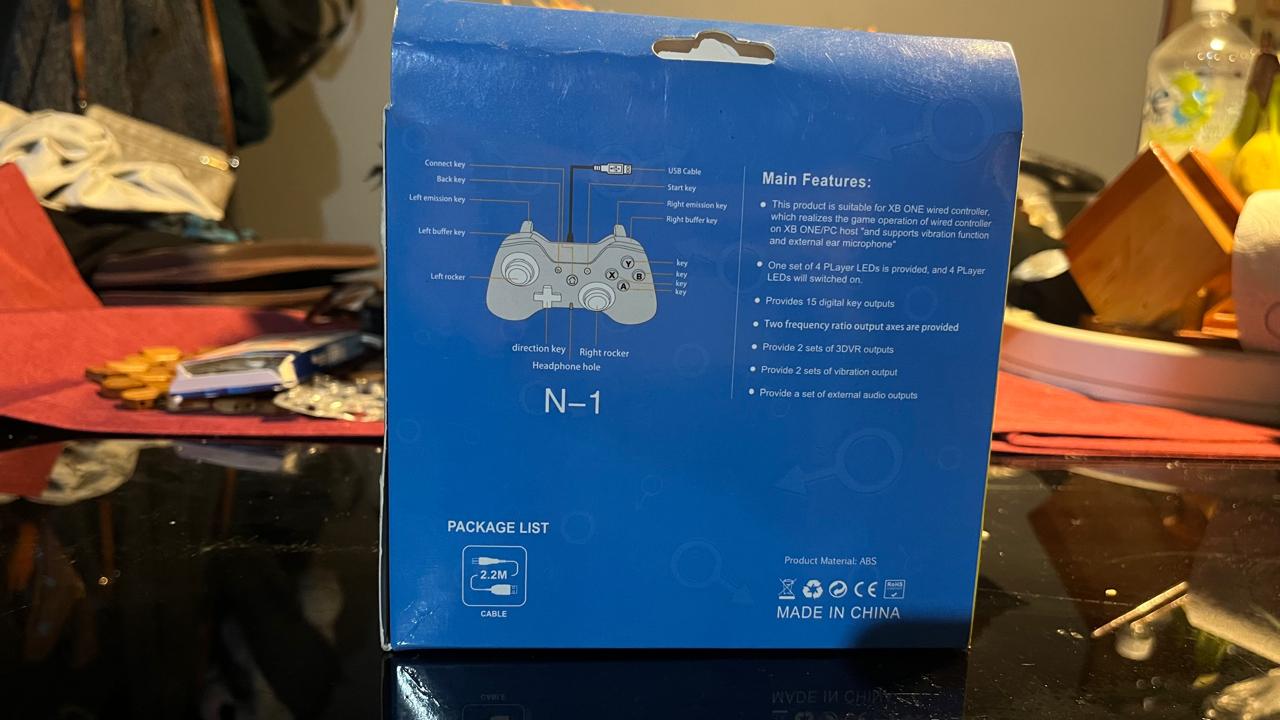 Connect key
Back key
Left emission key
Left buffer key
Left rocker
USB Cable
Start key
Right emission key
Right buffer key
Y
X
B
A
key
key
key
key
direction key
Right rocker
Headphone hole
N–1
Main Features:
• This product is suitable for XB ONE wired controller,
which realizes the game operation of wired controller
on XB ONE/PC host "and supports vibration function
and external ear microphone"
• One set of 4 PLayer LEDs is provided, and 4 PLayer
LEDs will switched on.
• Provides 15 digital key outputs
• Two frequency ratio output axes are provided
• Provide 2 sets of 3DVR outputs
• Provide 2 sets of vibration output
• Provide a set of external audio outputs
PACKAGE LIST
2.2M
CABLE
Product Material: ABS
CE
RoHS
MADE IN CHINA